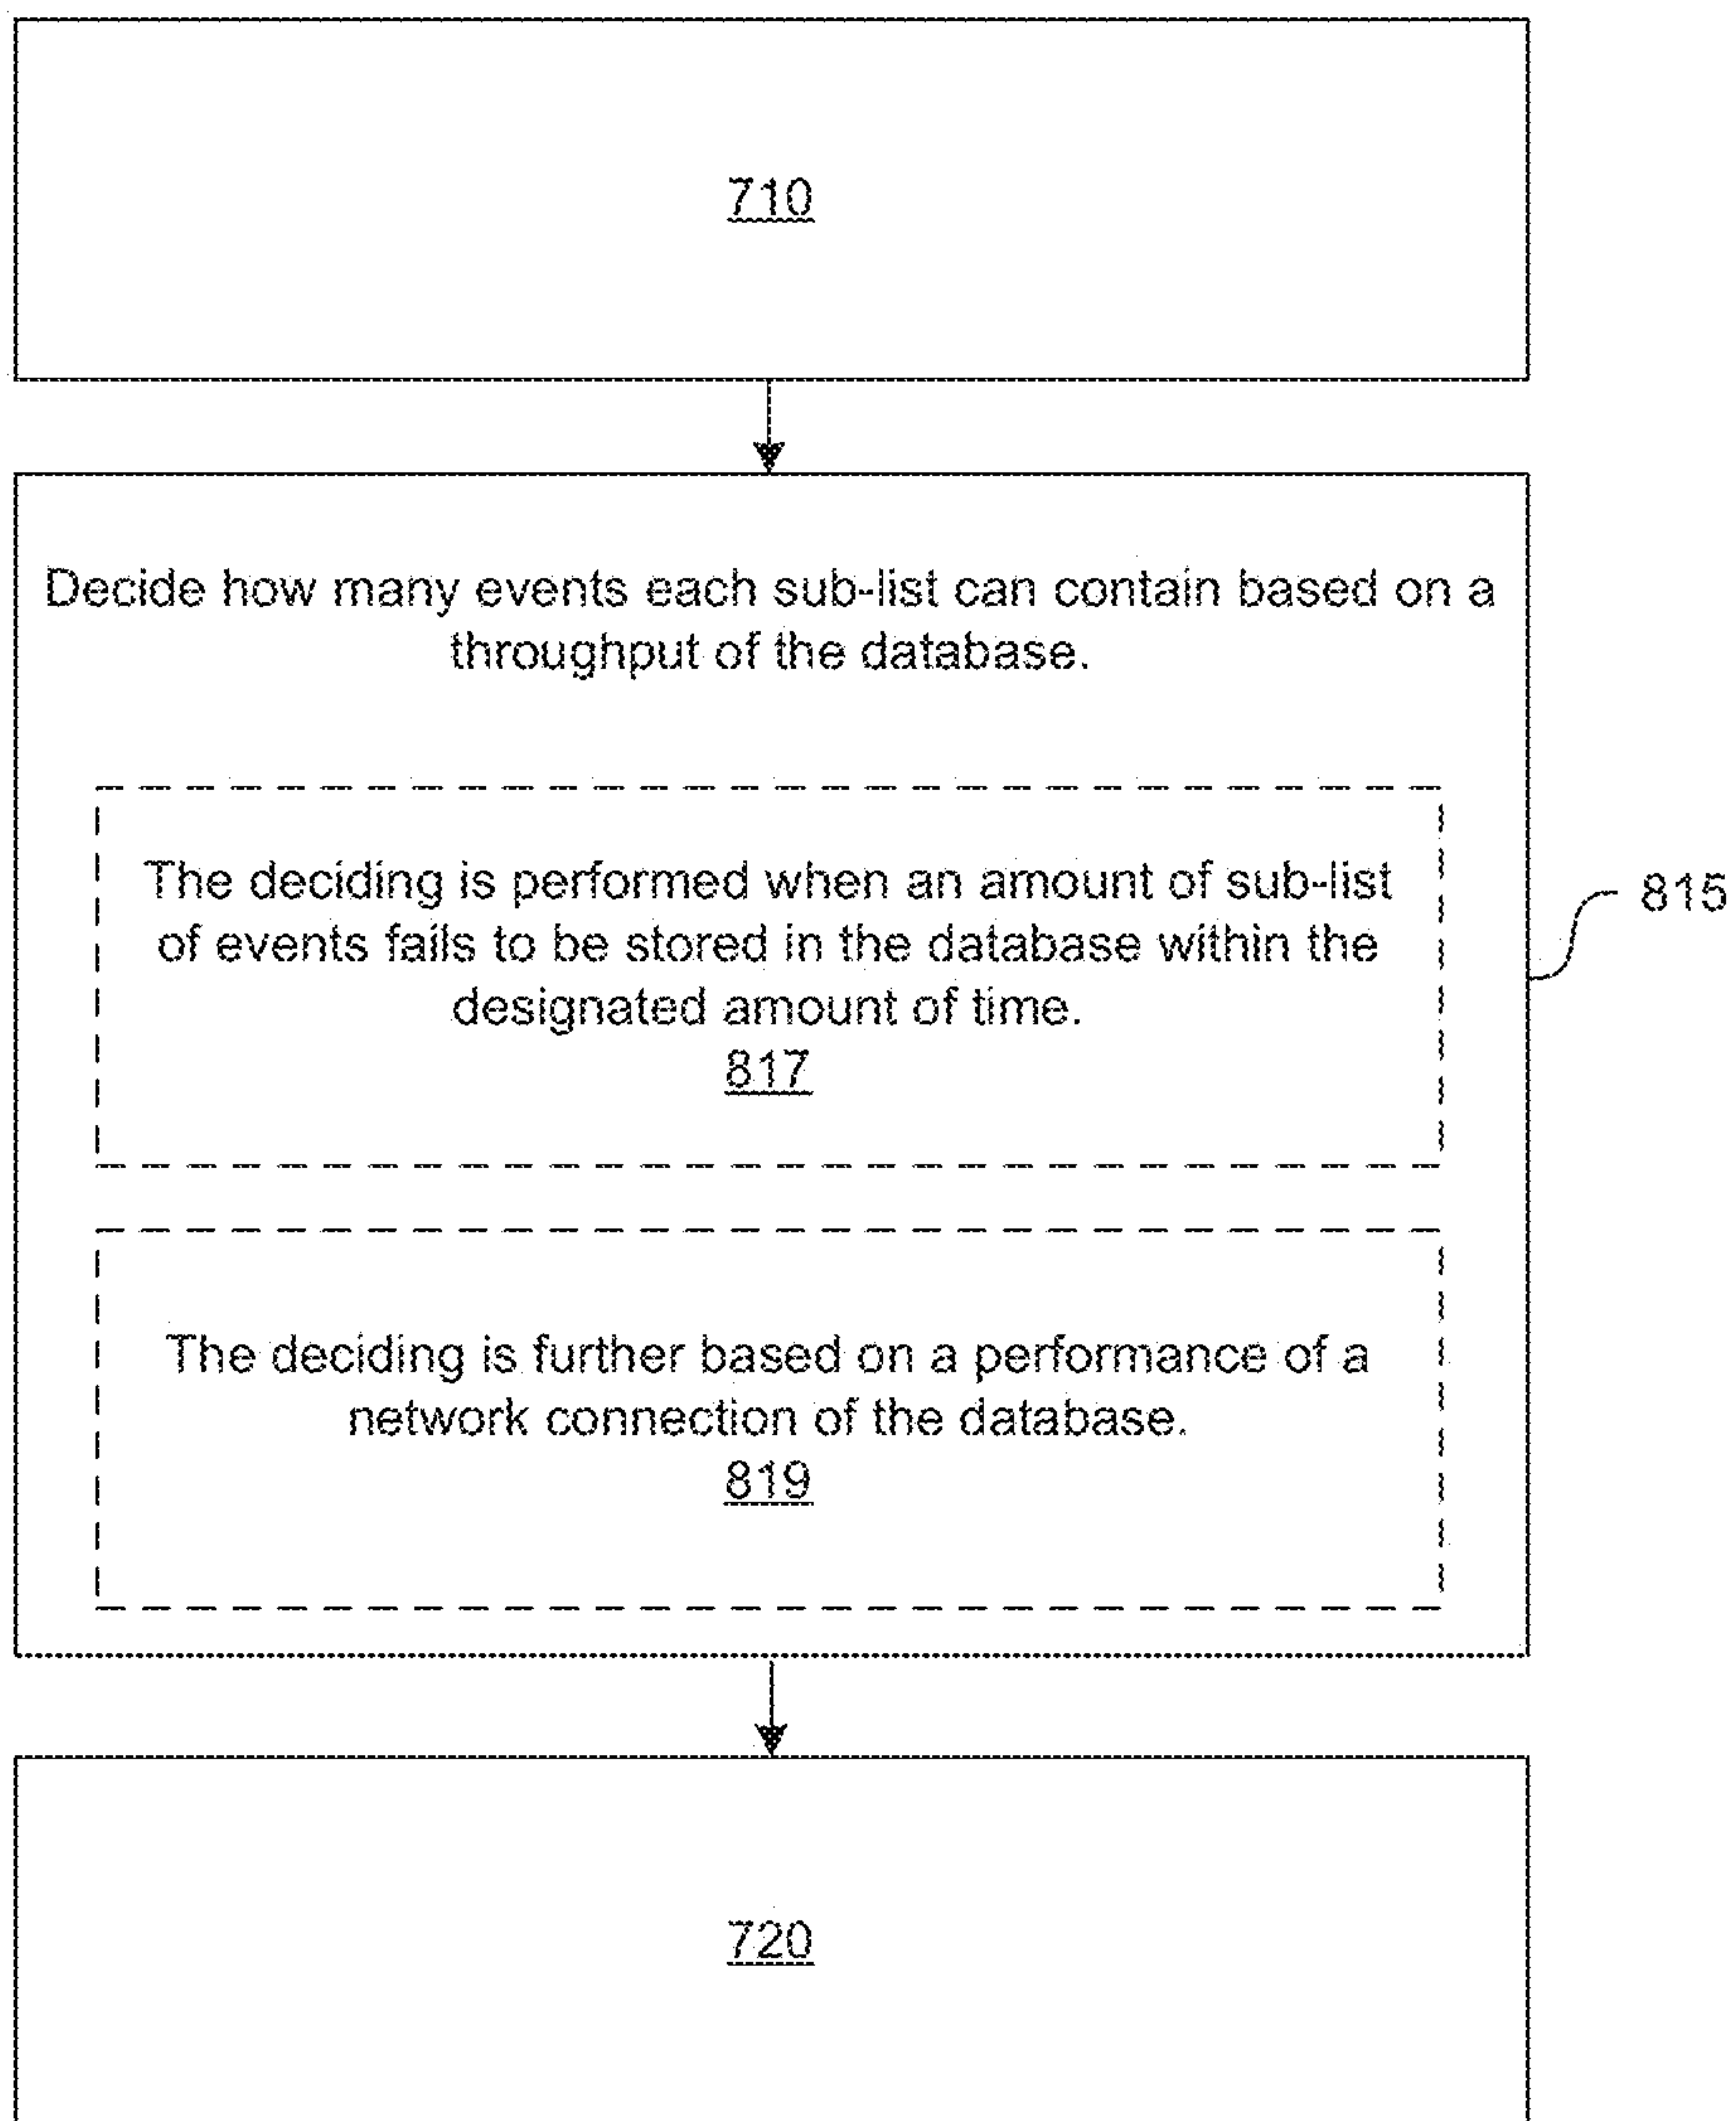 710
Decide how many events each sub-list can contain based on a
throughput of the database.
The deciding is performed when an amount of sub-list
of events fails to be stored in the database within the
designated amount of time.
817
815
The deciding is further based on a performance of a
network connection of the database.
819
720